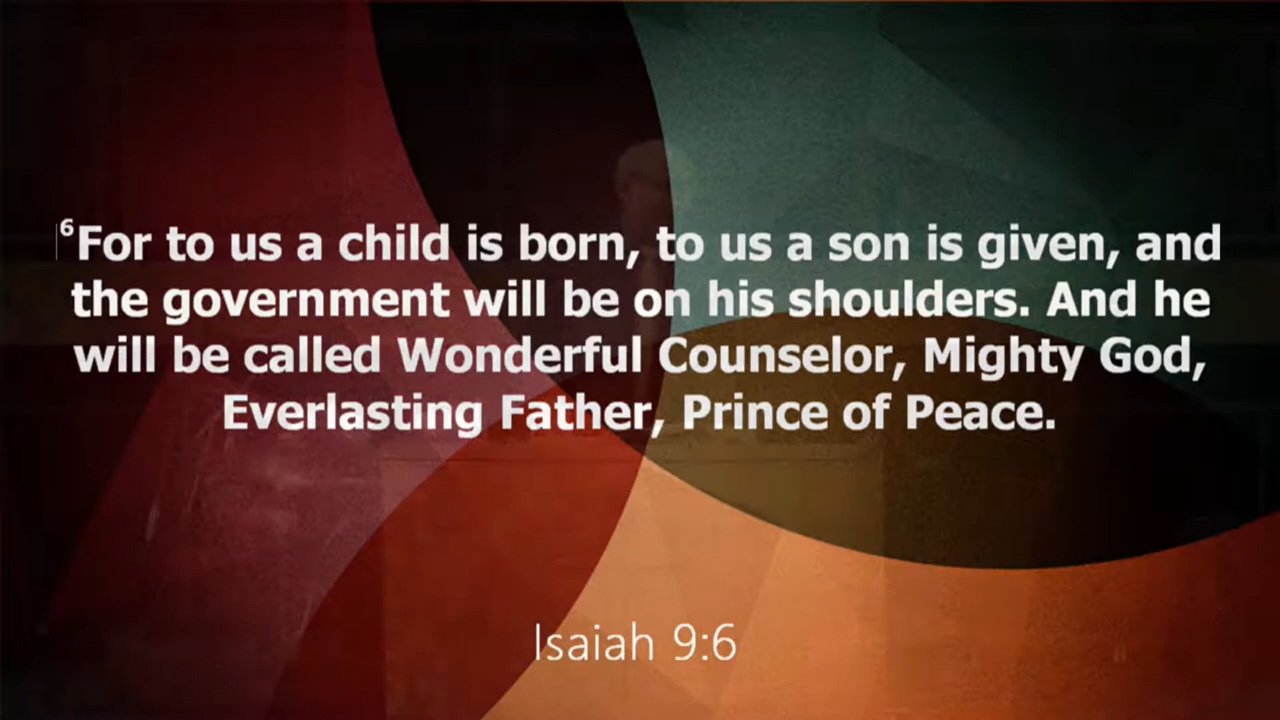 ⁶For to us a child is born, to us a son is given, and
the government will be on his shoulders. And he
will be called Wonderful Counselor, Mighty God,
Everlasting Father, Prince of Peace.
Isaiah 9:6